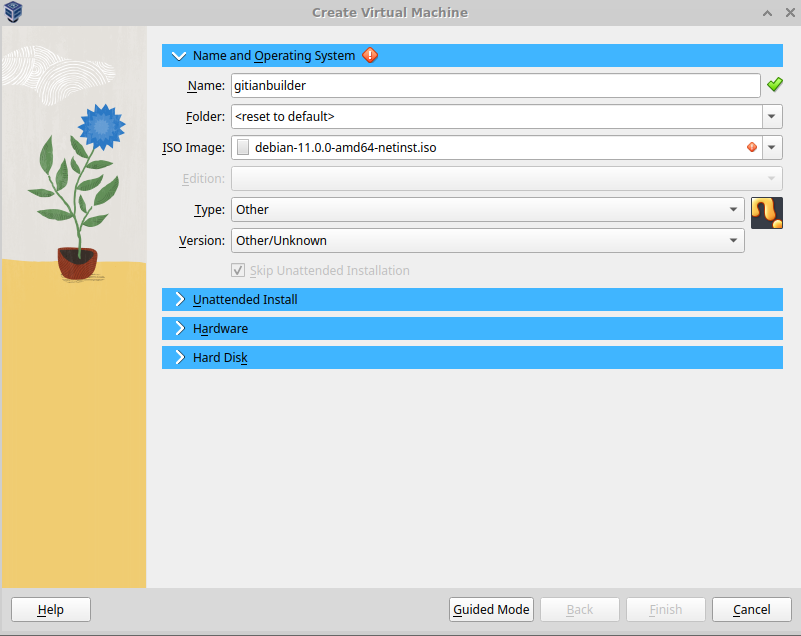 Create Virtual Machine
Name and Operating System
Name: gitianbuilder
Folder: <reset to default>
ISO Image: debian-11.0.0-amd64-netinst.iso
Edition:
Type: Other
Version: Other/Unknown
Skip Unattended Installation
Unattended Install
Hardware
Hard Disk
Help Guided Mode Back Finish Cancel